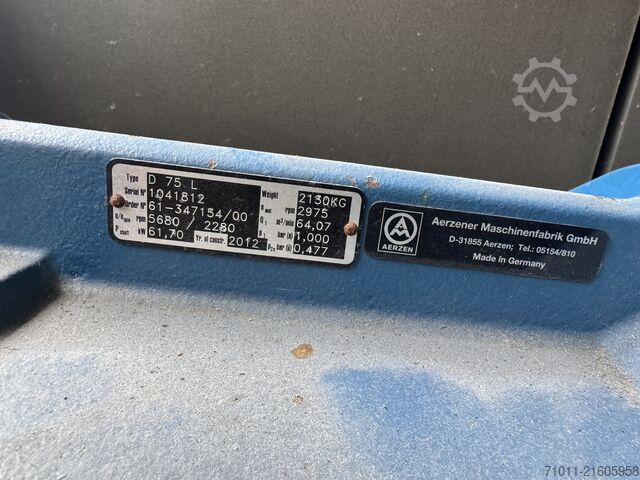 Type D 75 L
Serial Nº 1041812 Weight 2130KG
Order Nº 61-347154/00 rpm 2975
rpm 5680 / 2280 m³/min 64,07
kW 61,70 Yr. of constr. 2012 bar 1,000
bar 0,477
AERZEN
Aerzener Maschinenfabrik GmbH
D-31855 Aerzen; Tel.: 05154/810
Made in Germany
71011-21605958